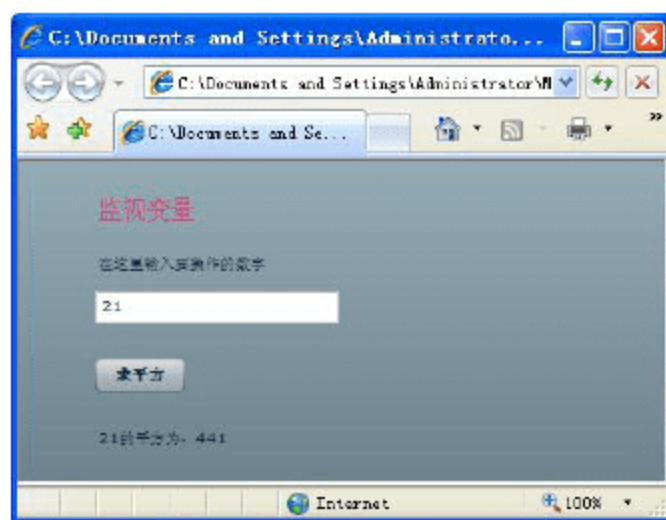 C:\Documents and Settings\Administrato...
C:\Documents and Settings\Administrator\M
C:\Documents and Se...
监视变量
在这里输入要操作的数字
21
求平方
21的平方为：441
Internet
100%